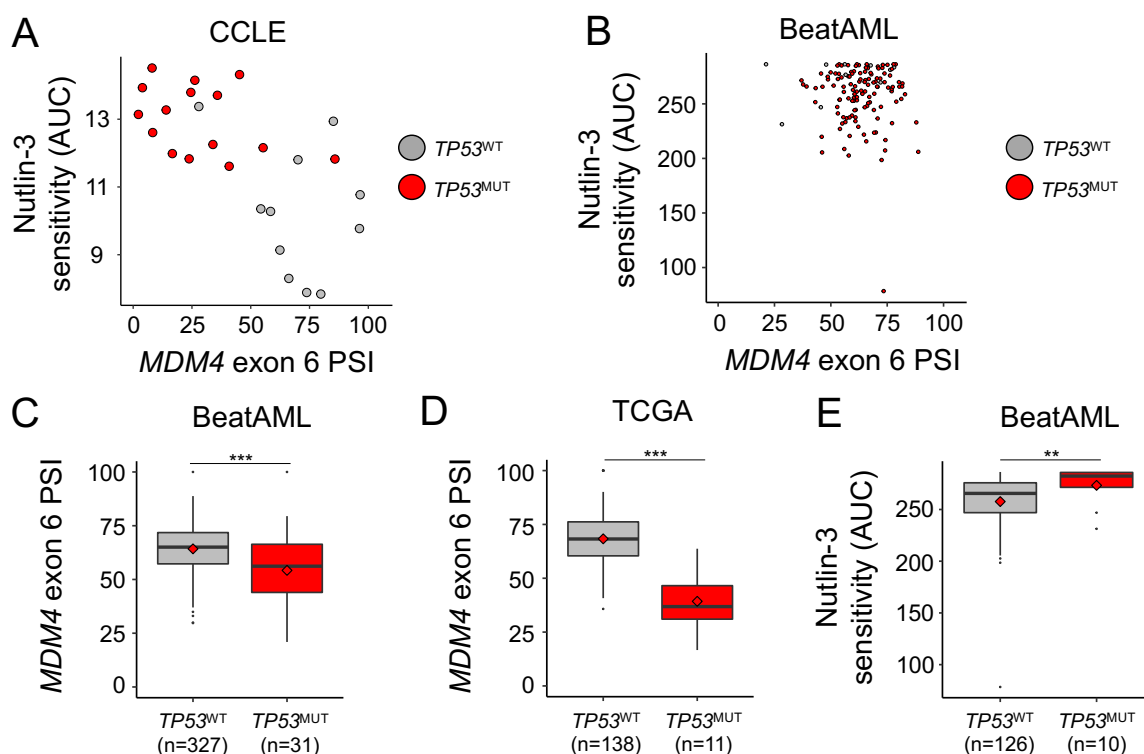 A
CCLE
Nutlin-3
sensitivity (AUC)
13
11
9
0 25 50 75 100
MDM4 exon 6 PSI
TP53WT
TP53MUT
B
BeatAML
Nutlin-3
sensitivity (AUC)
250
200
150
100
0 25 50 75 100
MDM4 exon 6 PSI
TP53WT
TP53MUT
C
BeatAML
MDM4 exon 6 PSI
100
75
50
25
0
***
TP53WT TP53MUT
(n=327) (n=31)
D
TCGA
MDM4 exon 6 PSI
100
75
50
25
0
***
TP53WT TP53MUT
(n=138) (n=11)
E
BeatAML
Nutlin-3
sensitivity (AUC)
250
200
150
100
**
TP53WT TP53MUT
(n=126) (n=10)